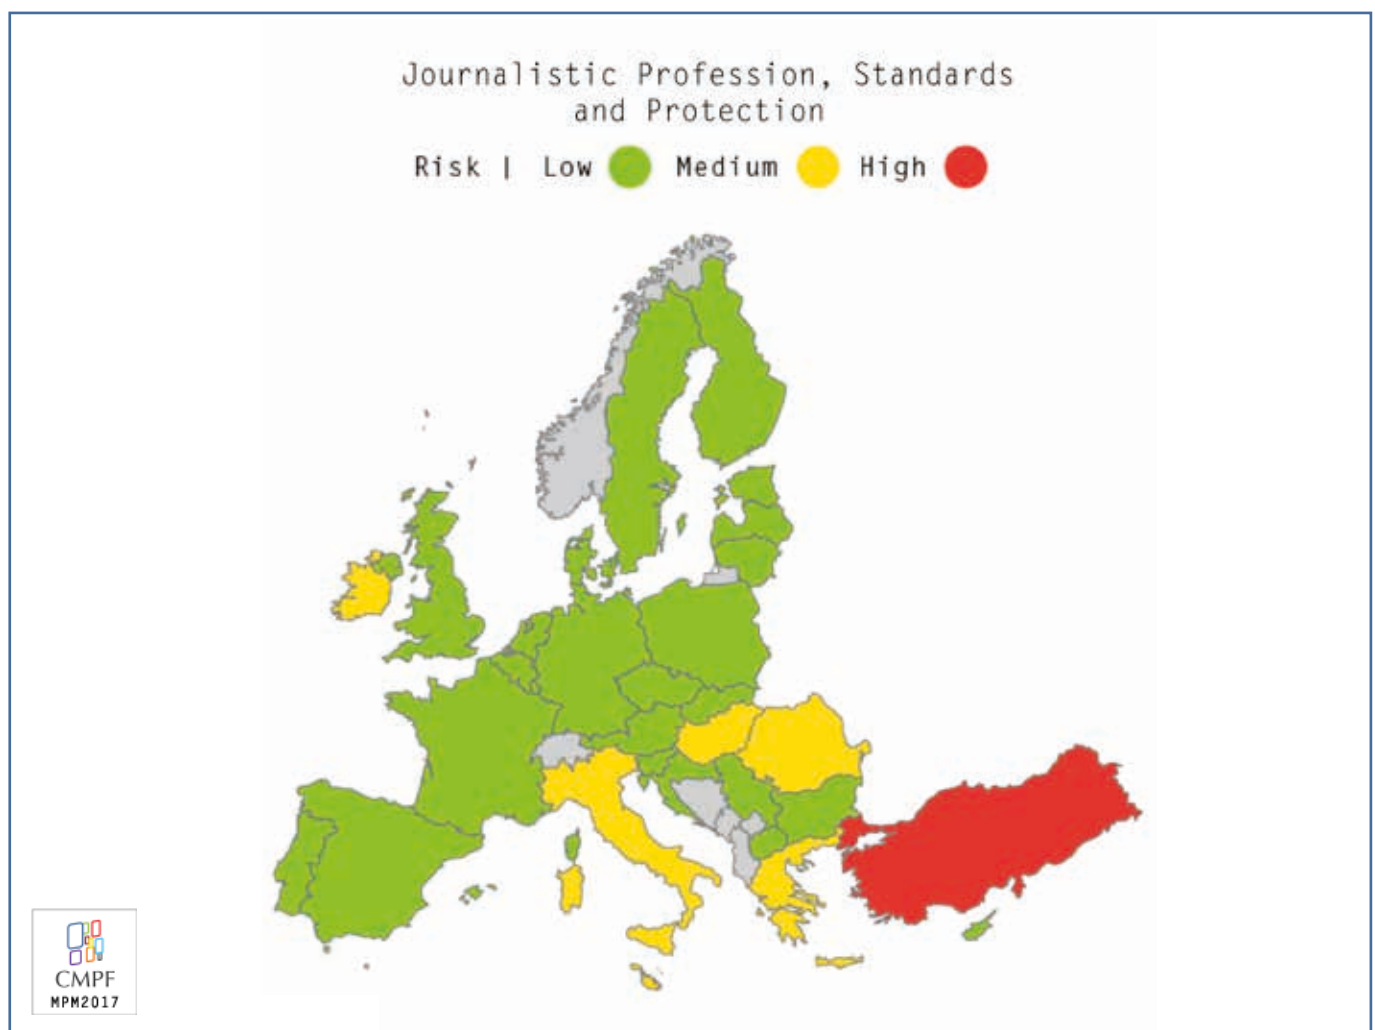 Journalistic Profession, Standards
and Protection
Risk | Low Medium High
CMPF
MPM2017